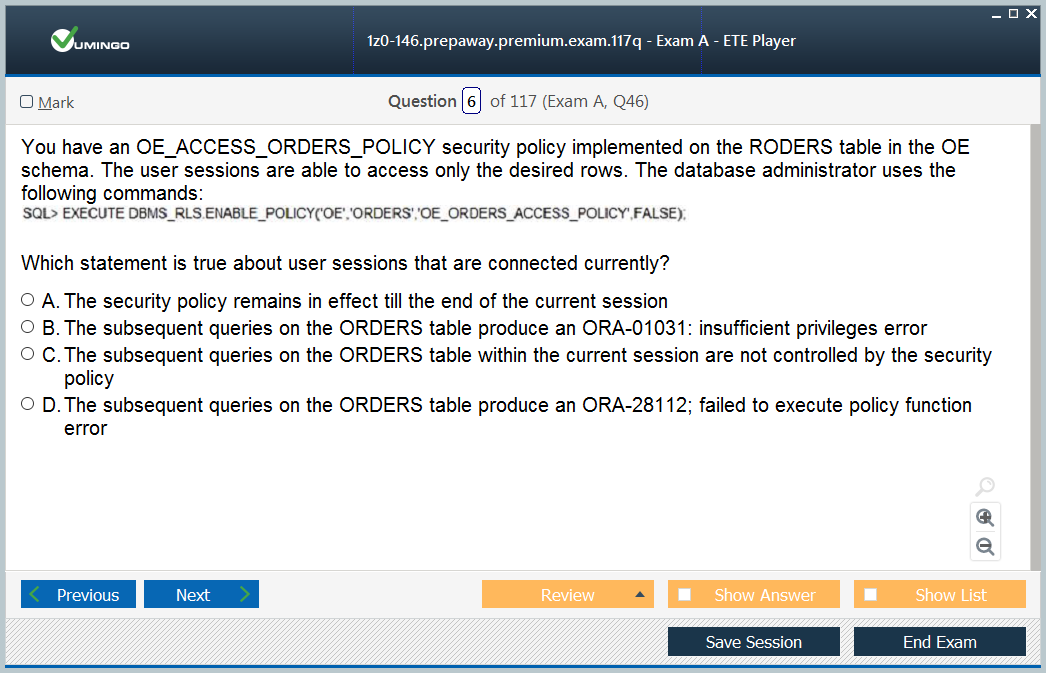 VUMINGO
1z0-146.prepaway.premium.exam.117q - Exam A - ETE Player
Mark
Question 6 of 117 (Exam A, Q46)
You have an OE_ACCESS_ORDERS_POLICY security policy implemented on the RODERS table in the OE
schema. The user sessions are able to access only the desired rows. The database administrator uses the
following commands:
SQL> EXECUTE DBMS_RLS.ENABLE_POLICY('OE','ORDERS','OE_ORDERS_ACCESS_POLICY',FALSE);
Which statement is true about user sessions that are connected currently?
A. The security policy remains in effect till the end of the current session
B. The subsequent queries on the ORDERS table produce an ORA-01031: insufficient privileges error
C. The subsequent queries on the ORDERS table within the current session are not controlled by the security
policy
D. The subsequent queries on the ORDERS table produce an ORA-28112; failed to execute policy function
error
Previous
Next
Review
Show Answer
Show List
Save Session
End Exam